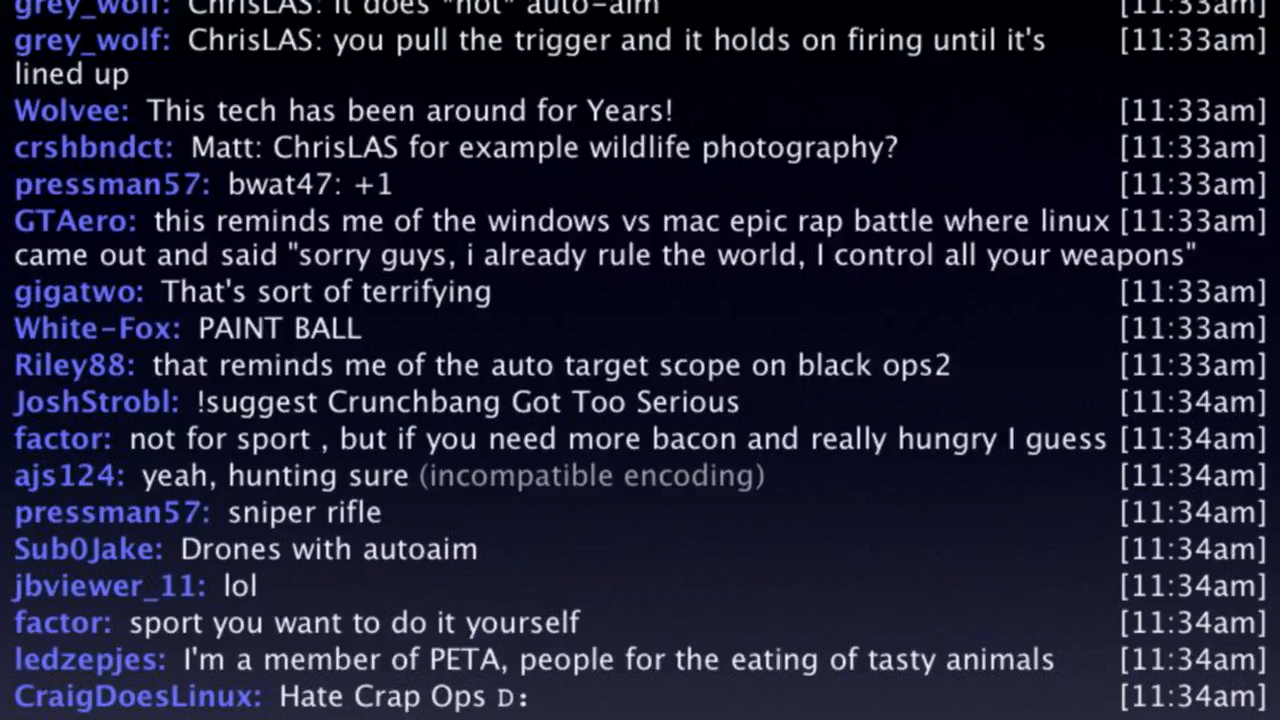 grey_wolf: ChrisLAS: it does "not" auto-aim [11:33am]
grey_wolf: ChrisLAS: you pull the trigger and it holds on firing until it's [11:33am]
lined up
Wolvee: This tech has been around for Years! [11:33am]
crshbndct: Matt: ChrisLAS for example wildlife photography? [11:33am]
pressman57: bwat47: +1 [11:33am]
GTAero: this reminds me of the windows vs mac epic rap battle where linux [11:33am]
came out and said "sorry guys, i already rule the world, I control all your weapons"
gigatwo: That's sort of terrifying [11:33am]
White-Fox: PAINT BALL [11:33am]
Riley88: that reminds me of the auto target scope on black ops2 [11:33am]
JoshStrobl: !suggest Crunchbang Got Too Serious [11:34am]
factor: not for sport , but if you need more bacon and really hungry I guess [11:34am]
ajs124: yeah, hunting sure (incompatible encoding) [11:34am]
pressman57: sniper rifle [11:34am]
Sub0Jake: Drones with autoaim [11:34am]
jbviewer_11: lol [11:34am]
factor: sport you want to do it yourself [11:34am]
ledzepjes: I'm a member of PETA, people for the eating of tasty animals [11:34am]
CraigDoesLinux: Hate Crap Ops D: [11:34am]